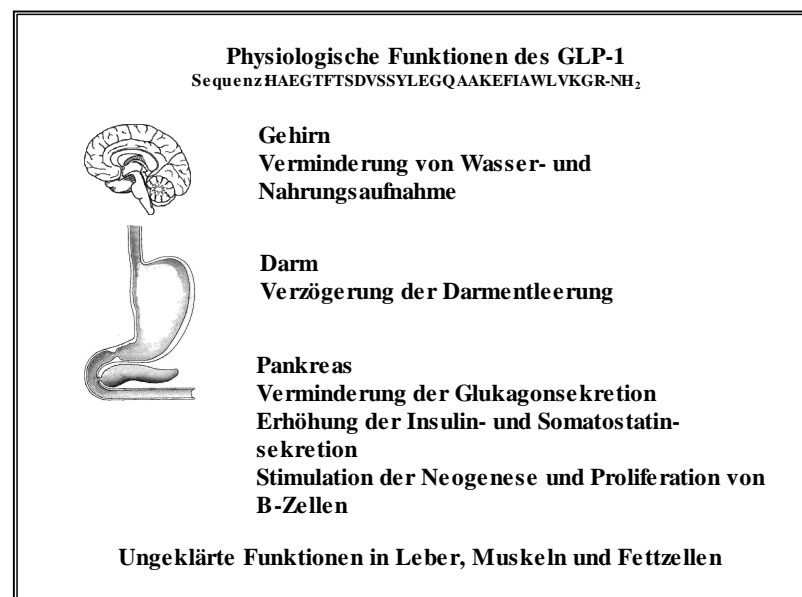 Physiologische Funktionen des GLP-1
Sequenz HAEGTFTSDVSSYLEGQAAKEFIAWLVKGR-NH₂
Gehirn
Verminderung von Wasser- und
Nahrungsaufnahme
Darm
Verzögerung der Darmentleerung
Pankreas
Verminderung der Glukagonsekretion
Erhöhung der Insulin- und Somatostatin-
sekretion
Stimulation der Neogenese und Proliferation von
B-Zellen
Ungeklärte Funktionen in Leber, Muskeln und Fettzellen